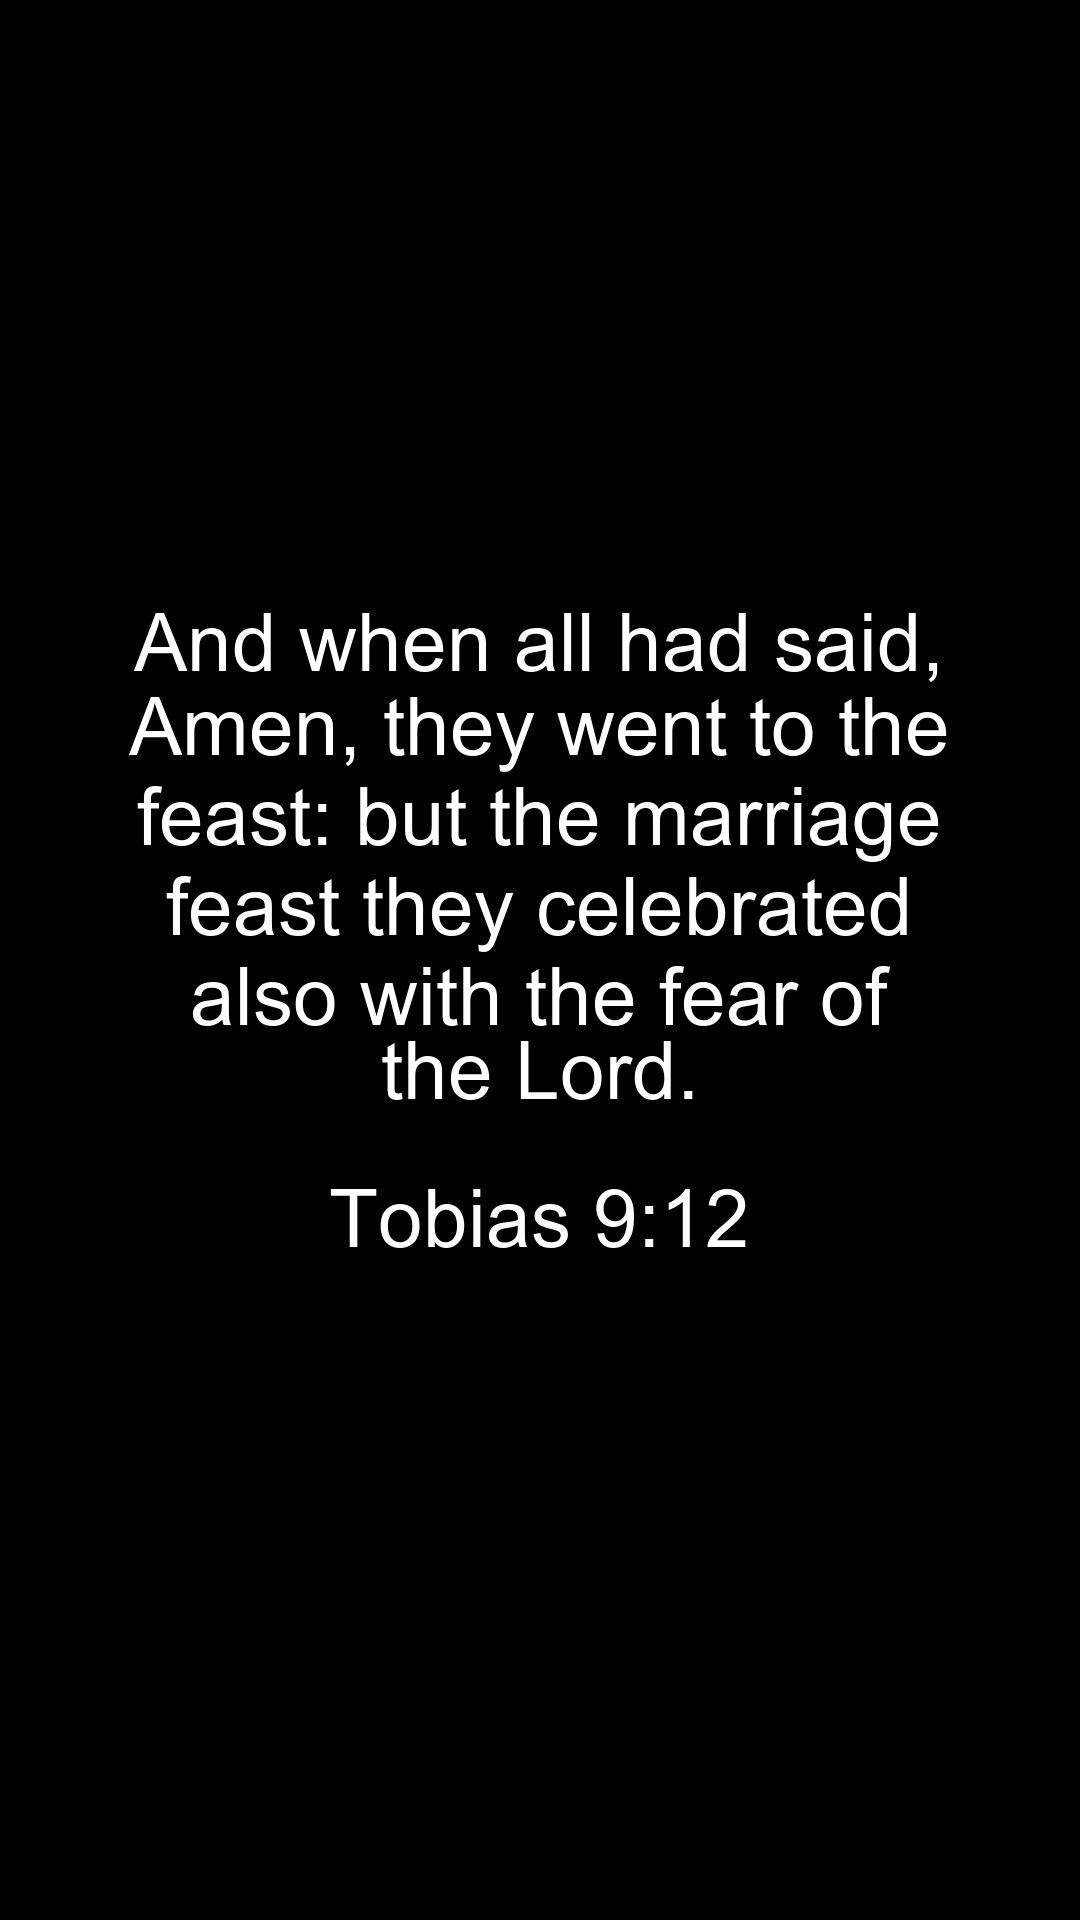 And when all had said,
Amen, they went to the
feast: but the marriage
feast they celebrated
also with the fear of
the Lord.
Tobias 9:12